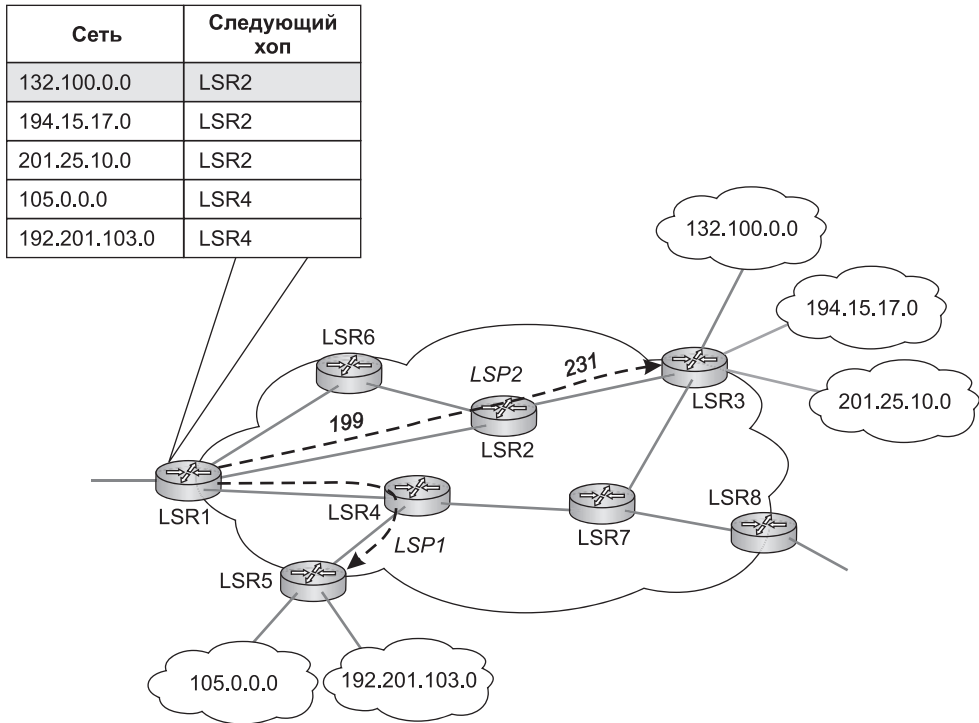 Сеть Следующий хоп
132.100.0.0 LSR2
194.15.17.0 LSR2
201.25.10.0 LSR2
105.0.0.0 LSR4
192.201.103.0 LSR4
132.100.0.0
194.15.17.0
201.25.10.0
LSR6
LSP2
231
LSR3
199
LSR2
LSR1
LSR4
LSP1
LSR7
LSR8
LSR5
105.0.0.0
192.201.103.0